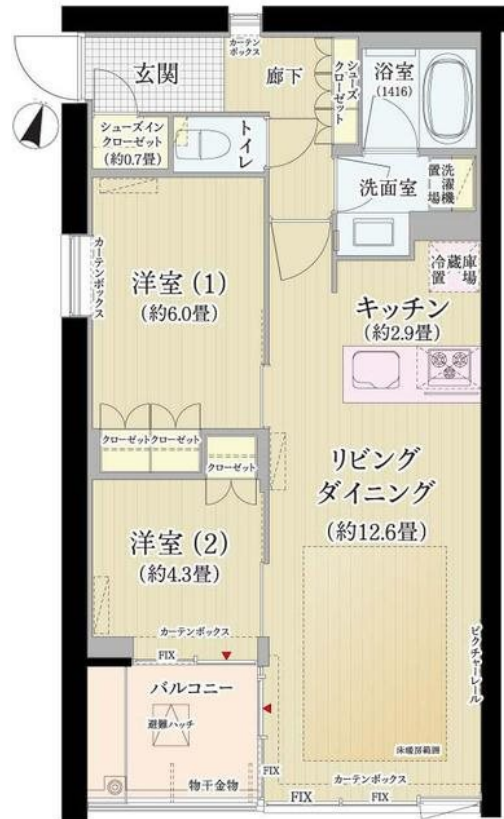 カーテン
ボックス
玄関
廊下
シューズ
クローゼット
浴室
(1416)
シューズイン
クローゼット
(約0.7畳)
トイレ
洗面室
洗濯機
置場
カーテンボックス
洋室 (1)
(約6.0畳)
冷蔵庫
置場
キッチン
(約2.9畳)
クローゼット
クローゼット
クローゼット
リビング
ダイニング
(約12.6畳)
洋室 (2)
(約4.3畳)
カーテンボックス
FIX
ピクチャーレール
バルコニー
避難ハッチ
物干金物
床暖房範囲
FIX
カーテンボックス
FIX
FIX